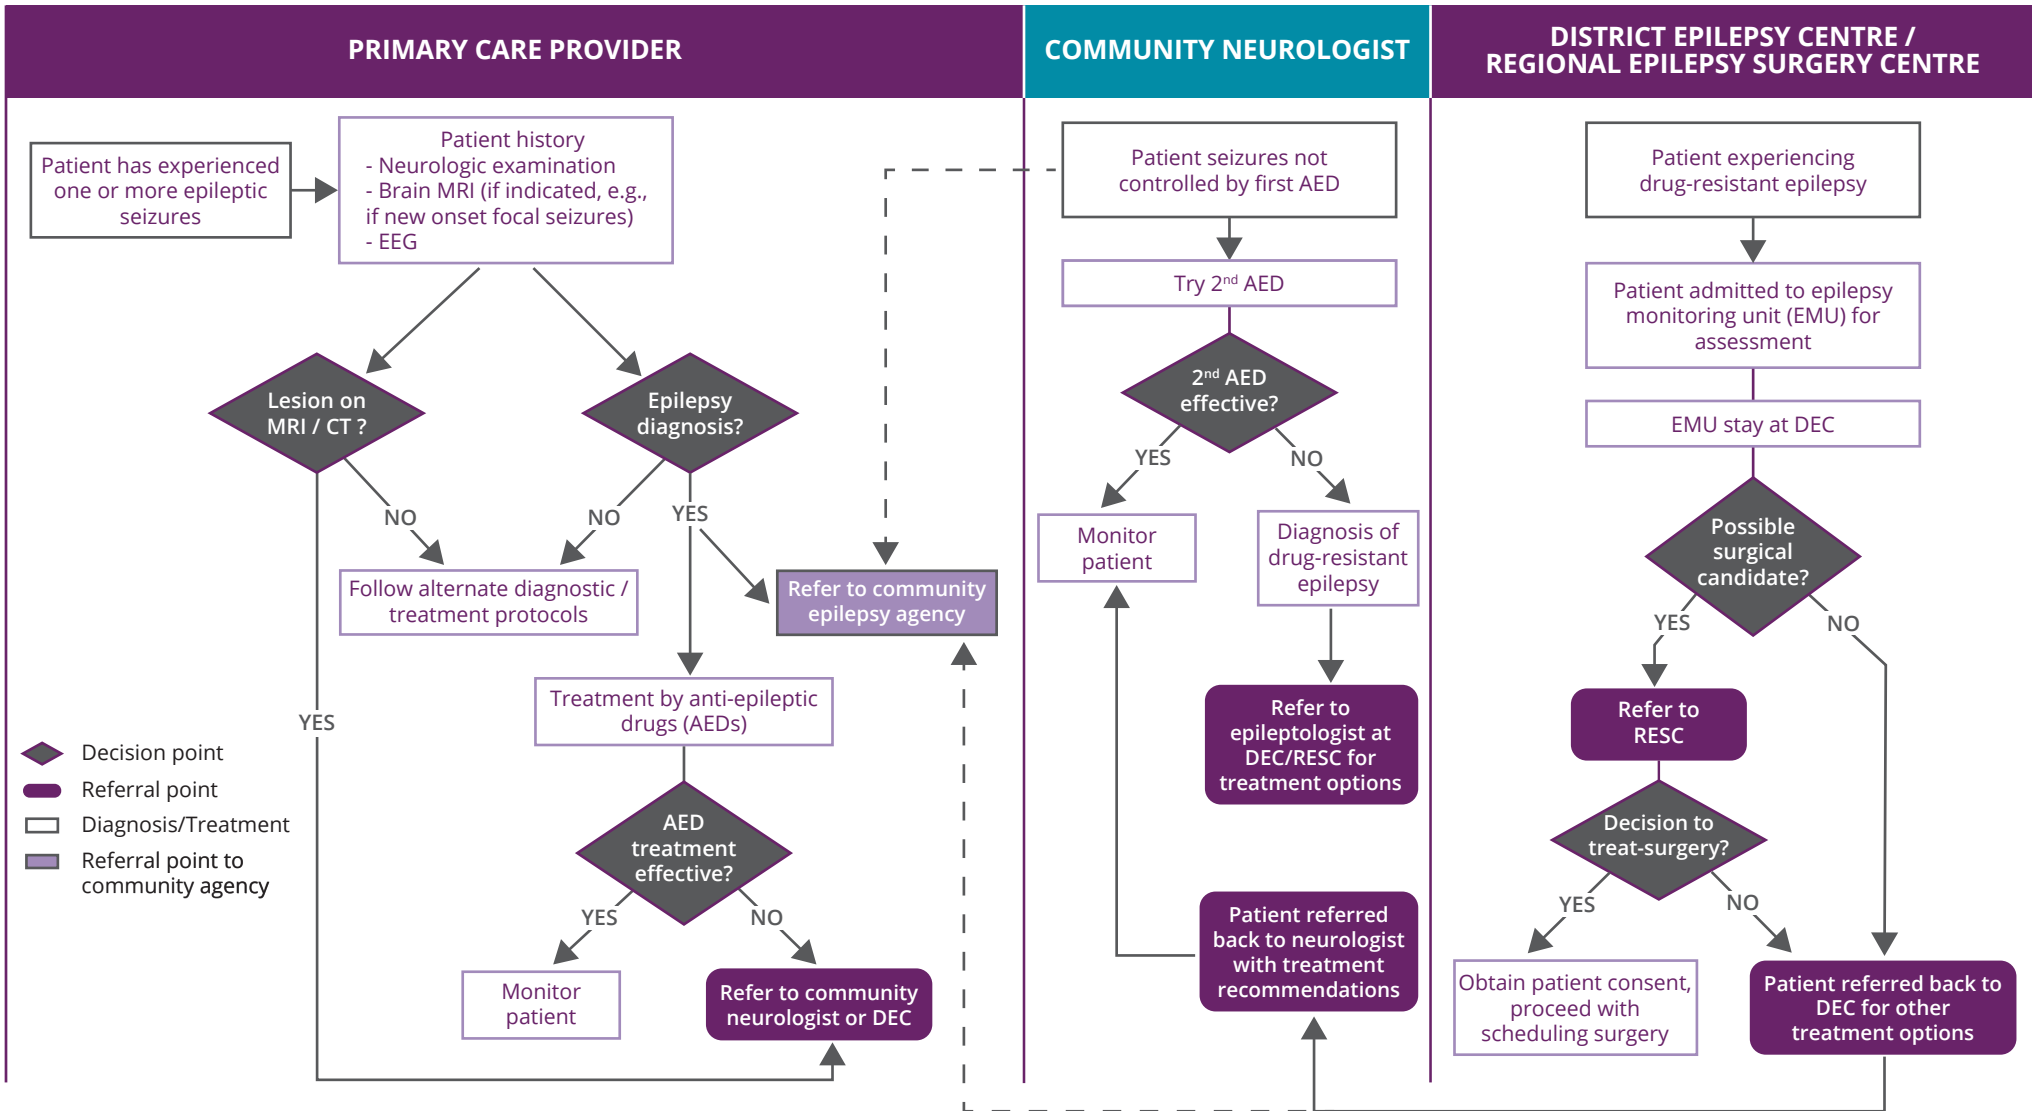 PRIMARY CARE PROVIDER
COMMUNITY NEUROLOGIST
DISTRICT EPILEPSY CENTRE /
REGIONAL EPILEPSY SURGERY CENTRE
Patient has experienced
one or more epileptic
seizures
Patient history
- Neurologic examination
- Brain MRI (if indicated, e.g.,
if new onset focal seizures)
- EEG
Lesion on
MRI / CT ?
Epilepsy
diagnosis?
NO
NO
YES
YES
Follow alternate diagnostic /
treatment protocols
Refer to community
epilepsy agency
Treatment by anti-epileptic
drugs (AEDs)
AED
treatment
effective?
YES
NO
Monitor
patient
Refer to community
neurologist or DEC
Decision point
Referral point
Diagnosis/Treatment
Referral point to
community agency
Patient seizures not
controlled by first AED
Try 2nd AED
2nd AED
effective?
YES
NO
Monitor
patient
Diagnosis of
drug-resistant
epilepsy
Refer to
epileptologist at
DEC/RESC for
treatment options
Patient referred
back to neurologist
with treatment
recommendations
Patient experiencing
drug-resistant epilepsy
Patient admitted to epilepsy
monitoring unit (EMU) for
assessment
EMU stay at DEC
Possible
surgical
candidate?
YES
NO
Refer to
RESC
Decision to
treat-surgery?
YES
NO
Obtain patient consent,
proceed with
scheduling surgery
Patient referred back to
DEC for other
treatment options